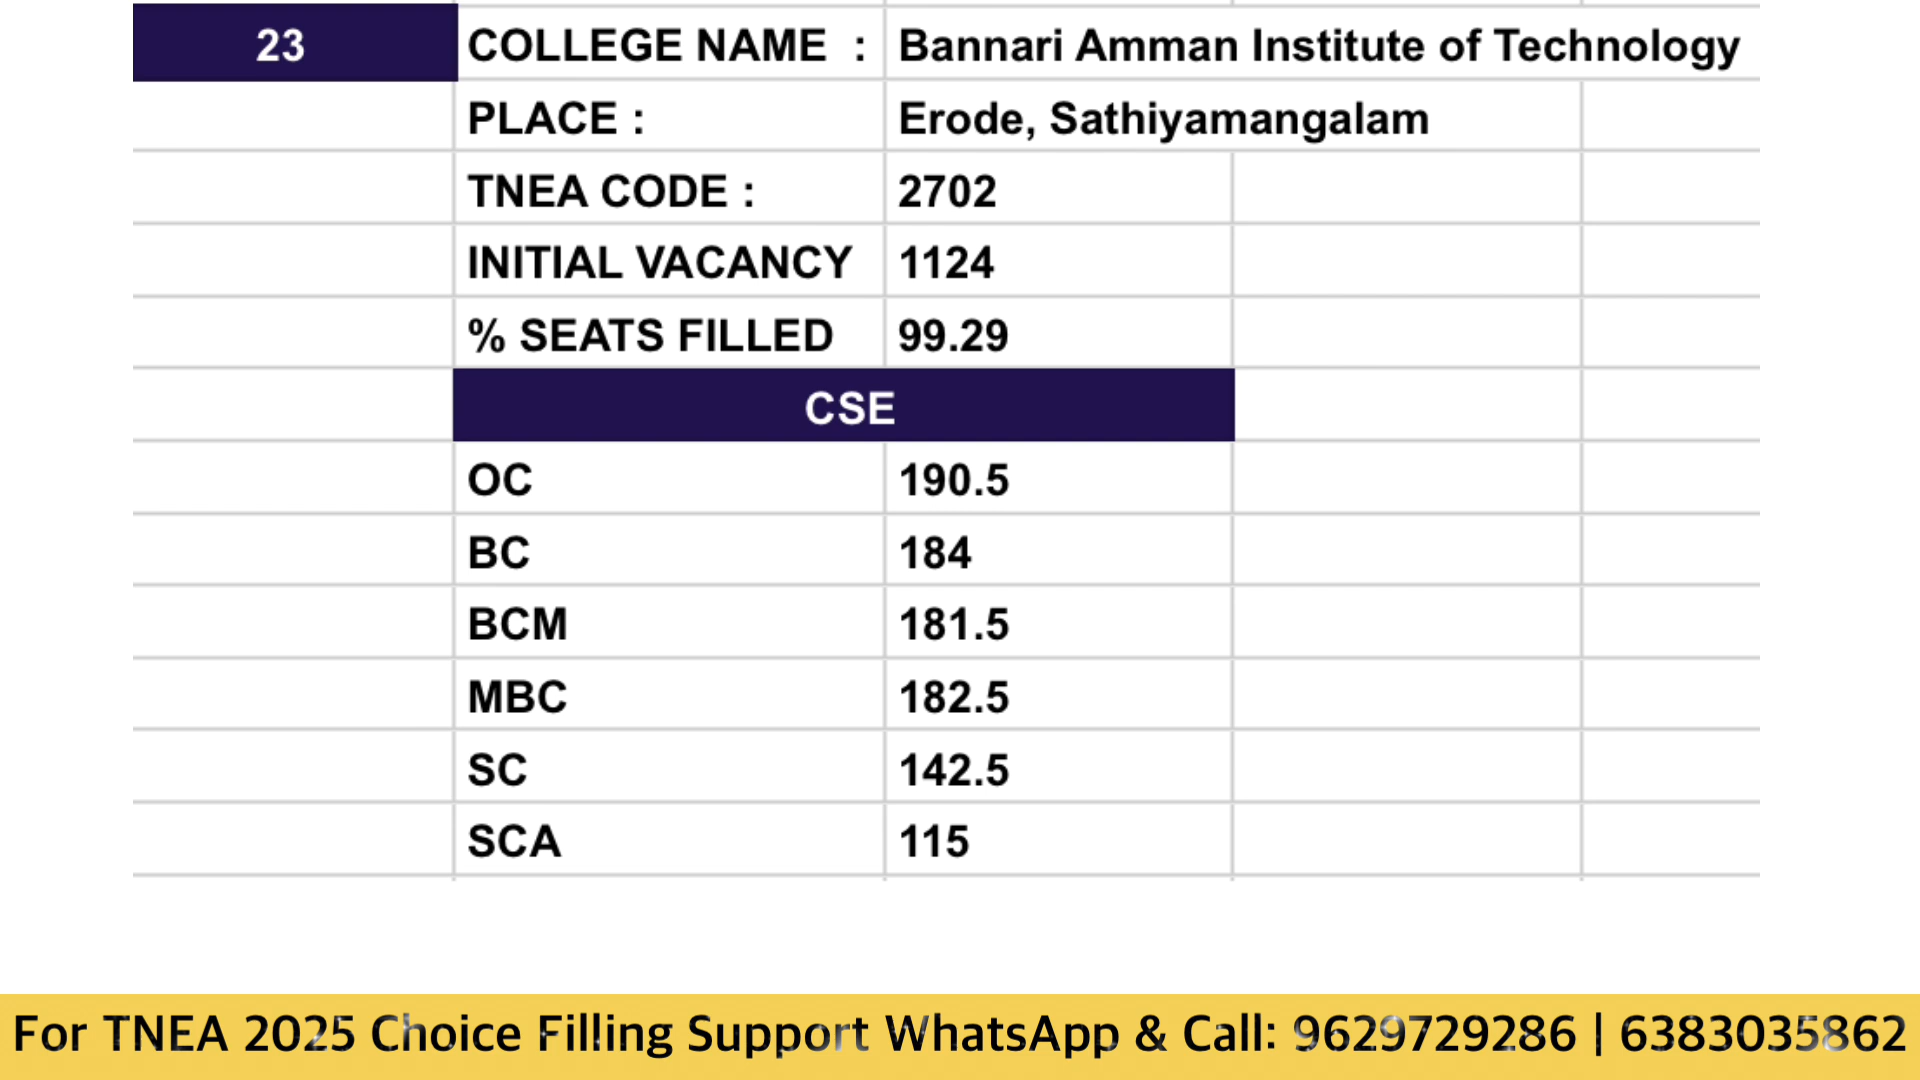 23 COLLEGE NAME : Bannari Amman Institute of Technology
PLACE : Erode, Sathiyamangalam
TNEA CODE : 2702
INITIAL VACANCY 1124
% SEATS FILLED 99.29
CSE
OC 190.5
BC 184
BCM 181.5
MBC 182.5
SC 142.5
SCA 115
For TNEA 2025 Choice Filling Support WhatsApp & Call: 9629729286 | 6383035862